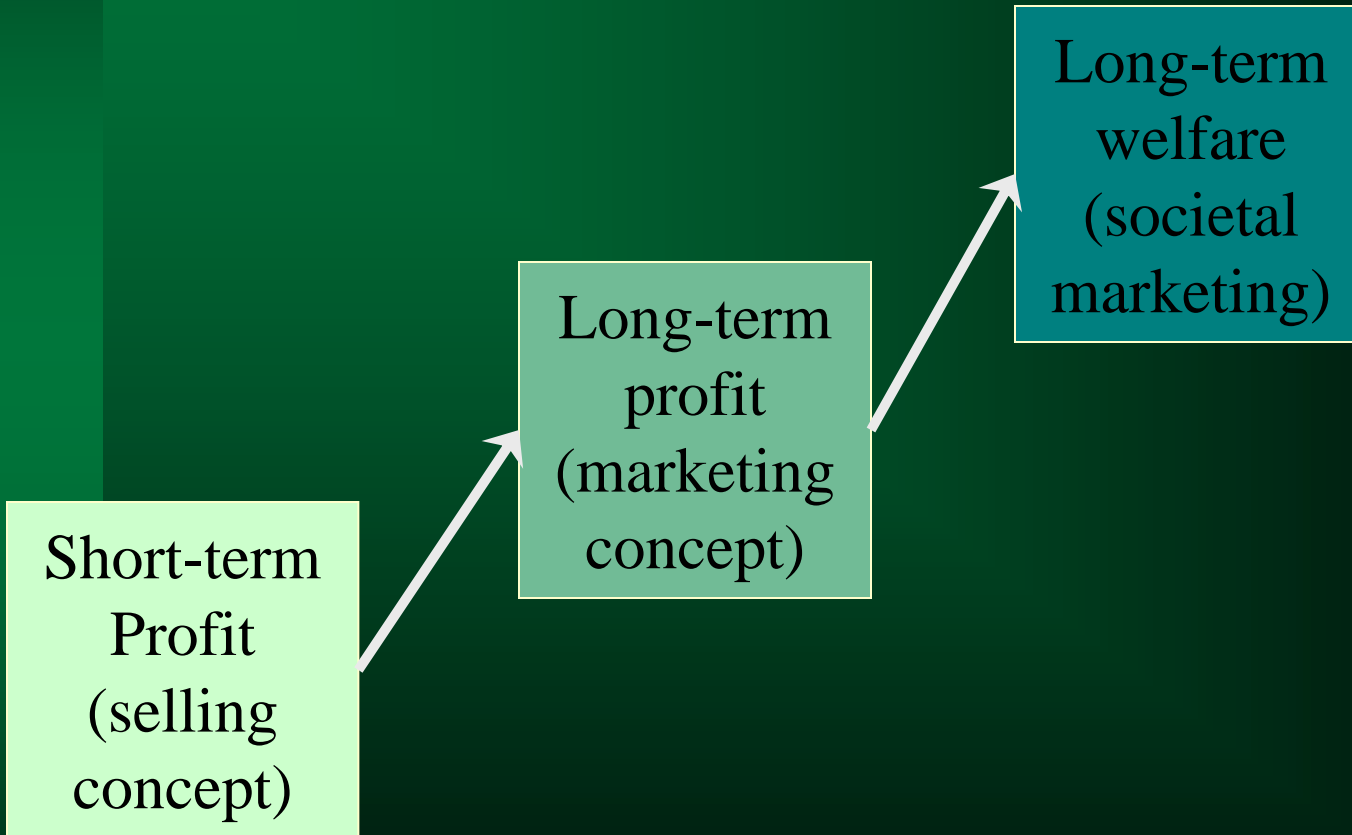 Short-term
Profit
(selling
concept)
Long-term
profit
(marketing
concept)
Long-term
welfare
(societal
marketing)